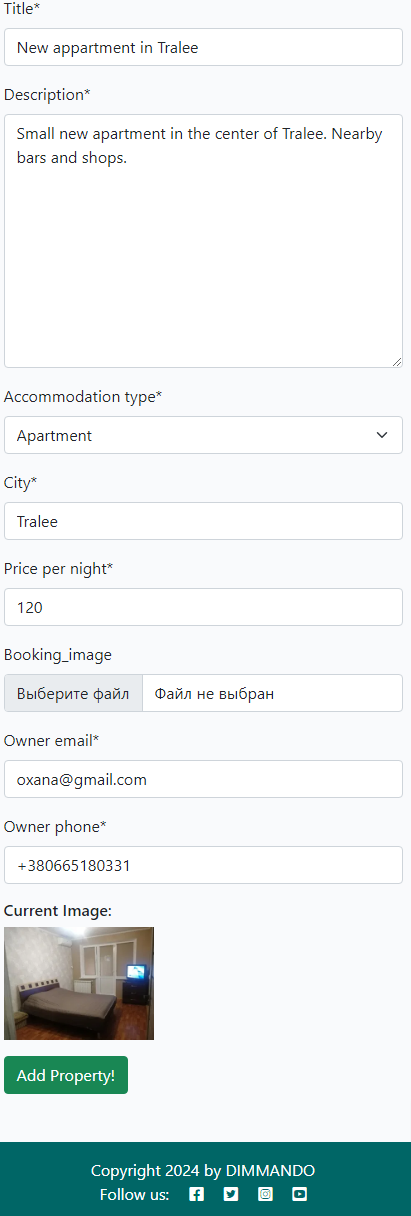 Title*
New appartment in Tralee
Description*
Small new apartment in the center of Tralee. Nearby
bars and shops.
Accommodation type*
Apartment
City*
Tralee
Price per night*
120
Booking_image
Выберите файл Файл не выбран
Owner email*
oxana@gmail.com
Owner phone*
+380665180331
Current Image:
Add Property!
Copyright 2024 by DIMMANDO
Follow us: